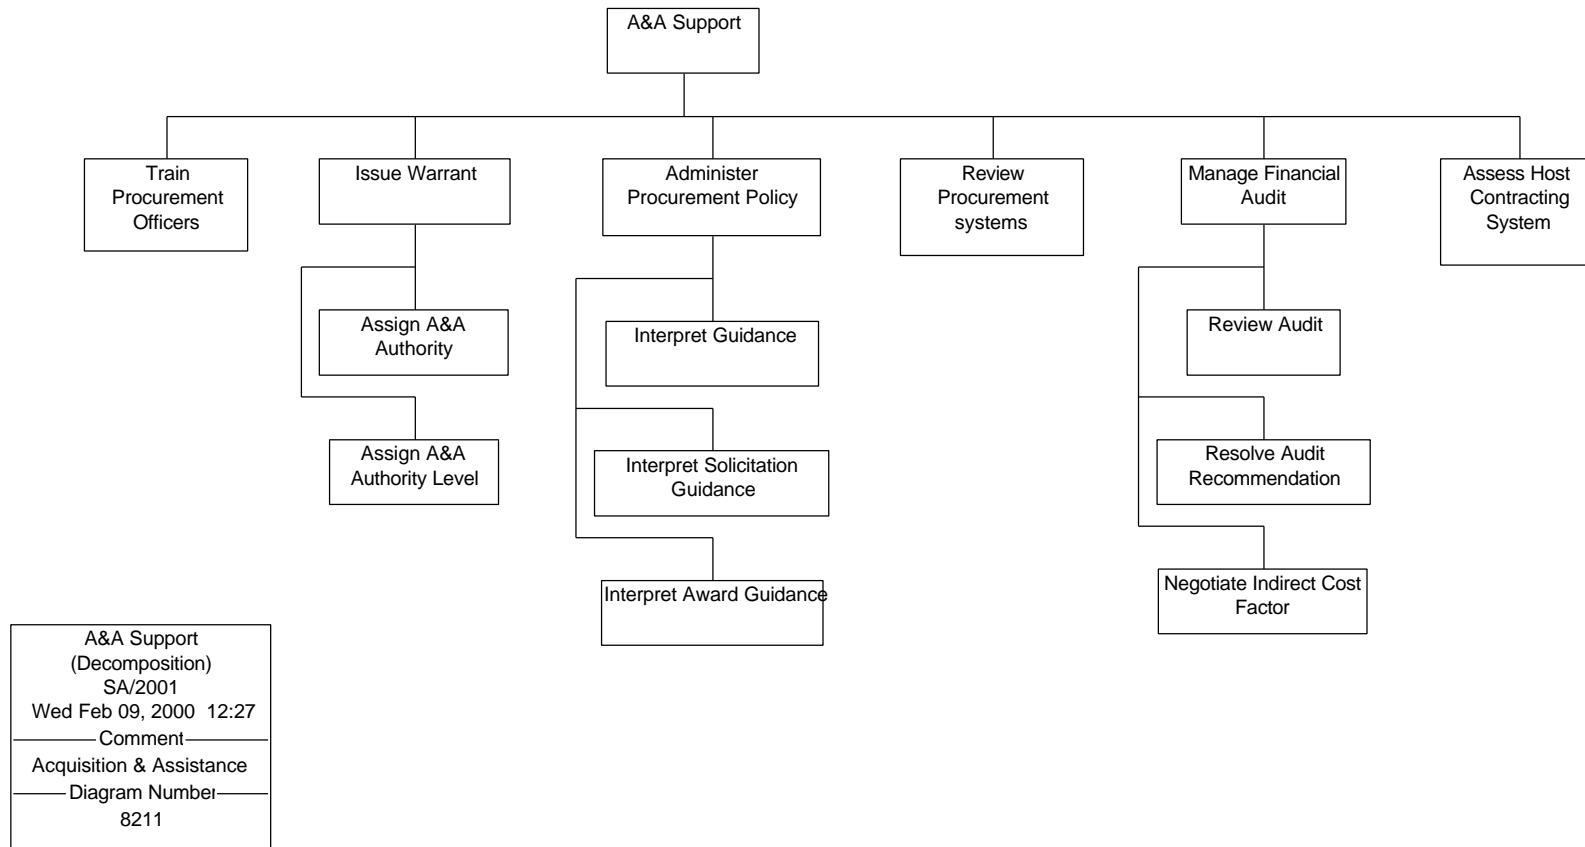 A&A Support
Train
Procurement
Officers
Issue Warrant
Administer
Procurement Policy
Review
Procurement
systems
Manage Financial
Audit
Assess Host
Contracting
System
Assign A&A
Authority
Assign A&A
Authority Level
Interpret Guidance
Interpret Solicitation
Guidance
Interpret Award Guidance
Review Audit
Resolve Audit
Recommendation
Negotiate Indirect Cost
Factor
A&A Support
(Decomposition)
SA/2001
Wed Feb 09, 2000 12:27
Comment
Acquisition & Assistance
Diagram Number
8211